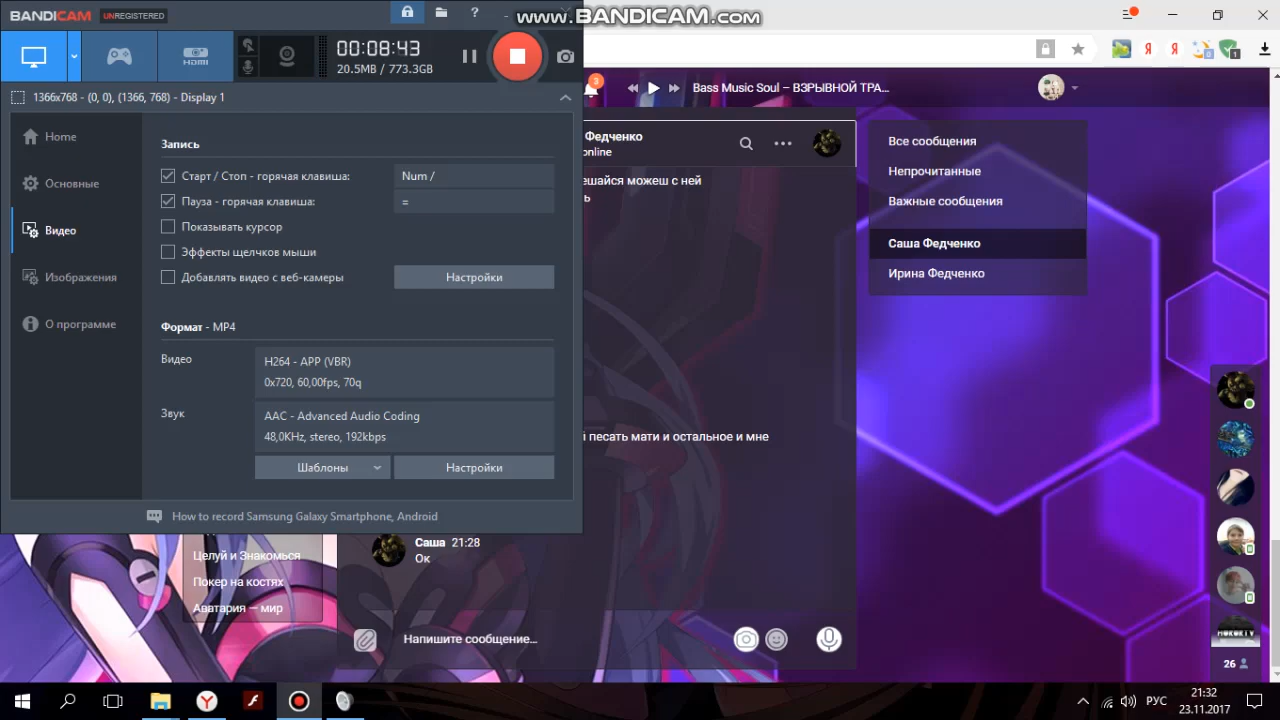 BANDICAM UNREGISTERED
www.BANDICAM.com
00:08:43
20.5MB / 773.3GB
HDMI
1366x768 - (0, 0), (1366, 768) - Display 1
Home
Основные
Видео
Изображения
О программе
Запись
Старт / Стоп - горячая клавиша: Num /
Пауза - горячая клавиша: =
Показывать курсор
Эффекты щелчков мыши
Добавлять видео с веб-камеры Настройки
Формат - MP4
Видео
H264 - APP (VBR)
0x720, 60,00fps, 70q
Звук
AAC - Advanced Audio Coding
48,0KHz, stereo, 192kbps
Шаблоны Настройки
How to record Samsung Galaxy Smartphone, Android
3
Bass Music Soul – ВЗРЫВНОЙ ТРА...
Федченко
online
ешайся можеш с ней
ь
і песать мати и остальное и мне
Саша 21:28
Ок
Напишите сообщение...
Все сообщения
Непрочитанные
Важные сообщения
Саша Федченко
Ирина Федченко
Целуй и Знакомься
Покер на костях
Аватария — мир
26
РУС
21:32
23.11.2017